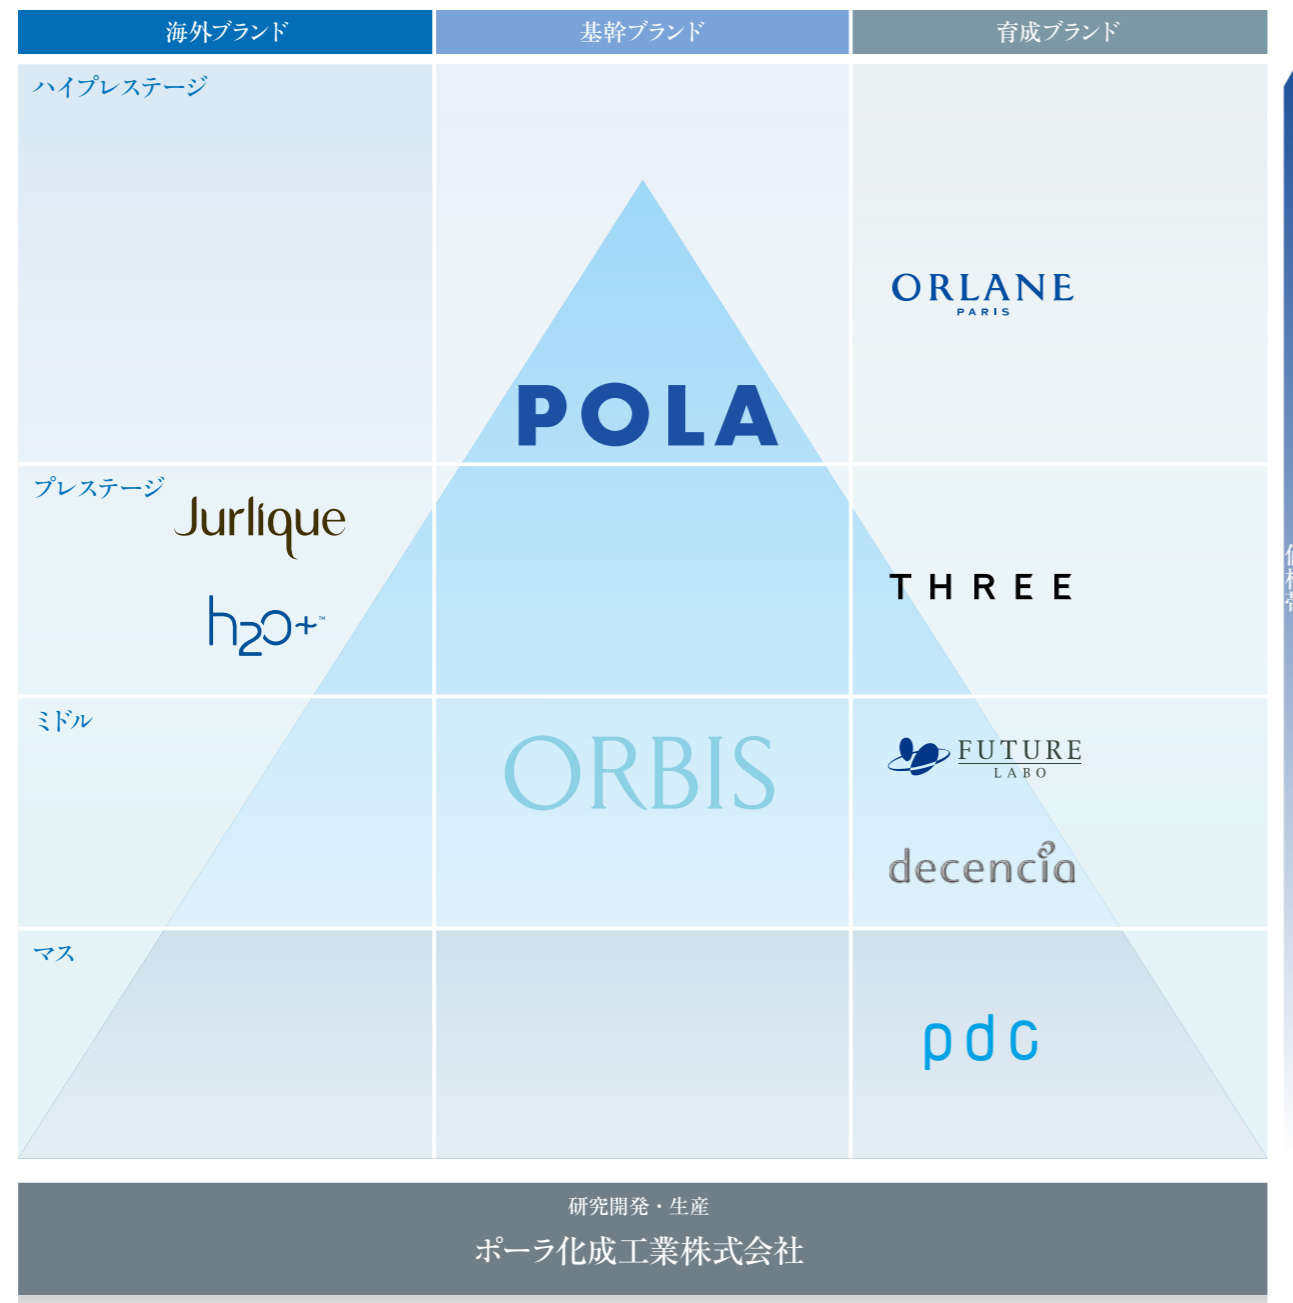 海外ブランド
基幹ブランド
育成ブランド
ハイプレステージ
ORLANE
PARIS
POLA
プレステージ
Jurlique
THREE
h2o+™
ミドル
ORBIS
FUTURE
LABO
decencia
マス
pdc
研究開発・生産
ポーラ化成工業株式会社